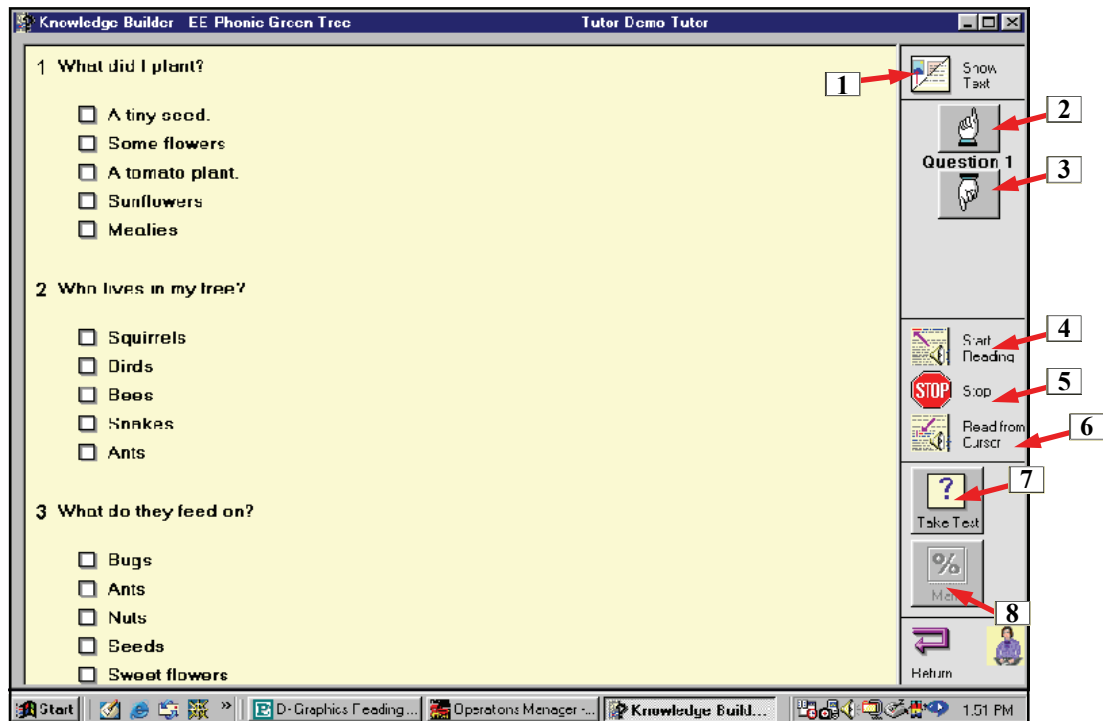 Knowledge Builder EE Phonic Green Tree Tutor Demo Tutor
1 What did I plant?
A tiny seed.
Some flowers
A tomato plant.
Sunflowers
Mealies
2 Who lives in my tree?
Squirrels
Birds
Bees
Snakes
Ants
3 What do they feed on?
Bugs
Ants
Nuts
Seeds
Sweet flowers
Show
Text
1
2
Question 1
3
Start
Reading
4
STOP Stop
5
Read from
Cursor
6
?
Take Test
7
%
8
Return
Start » D-Graphics Reading... Operations Manager -... Knowledge Build... 1:51 PM